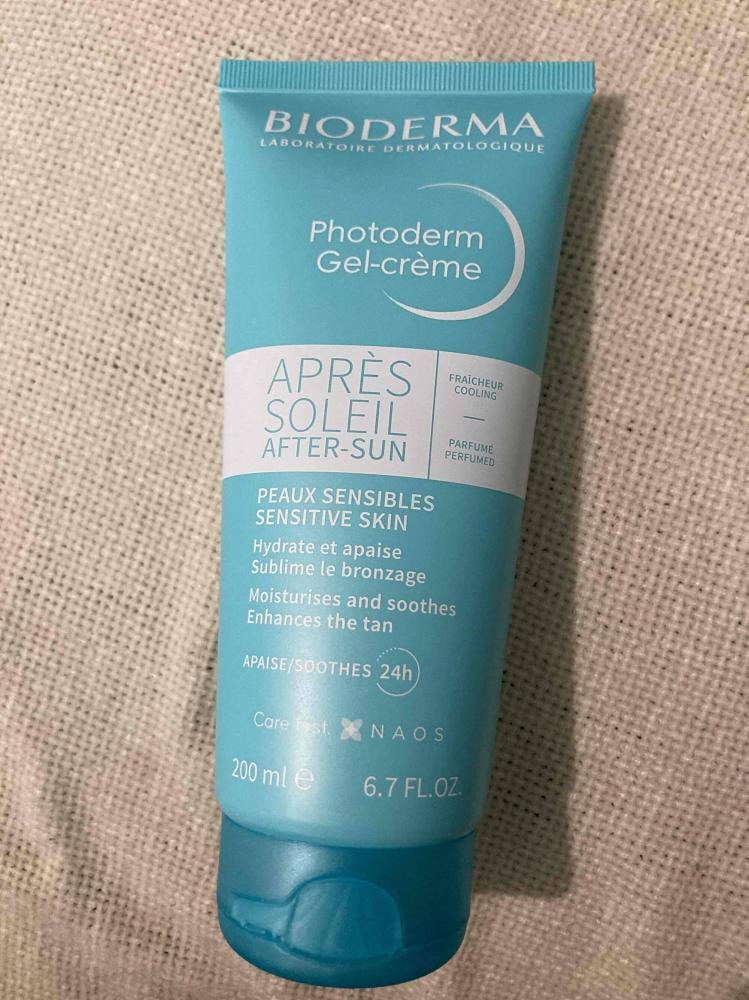 BIODERMA
LABORATOIRE DERMATOLOGIQUE
Photoderm
Gel-crème
APRÈS
SOLEIL
AFTER-SUN
FRAÎCHEUR
COOLING
PARFUMÉ
PERFUMED
PEAUX SENSIBLES
SENSITIVE SKIN
Hydrate et apaise
Sublime le bronzage
Moisturises and soothes
Enhances the tan
APAISE/SOOTHES 24h
Care first. NAOS
200 ml ℮ 6.7 FL.OZ.